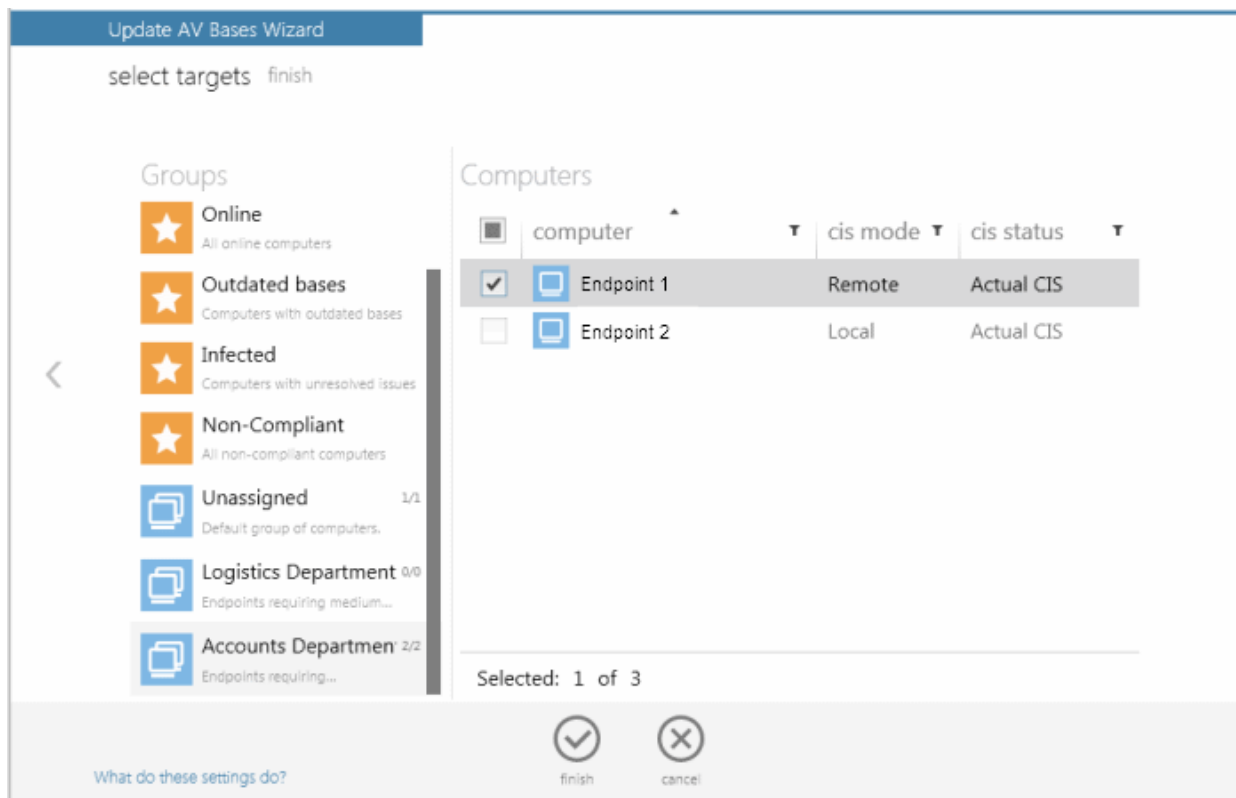 Update AV Bases Wizard
select targets finish
Groups
Online
All online computers
Outdated bases
Computers with outdated bases
Infected
Computers with unresolved issues
Non-Compliant
All non-compliant computers
Unassigned 1/1
Default group of computers.
Logistics Department 0/0
Endpoints requiring medium...
Accounts Departmen 2/2
Endpoints requiring...
Computers
computer cis mode cis status
Endpoint 1 Remote Actual CIS
Endpoint 2 Local Actual CIS
Selected: 1 of 3
What do these settings do?
finish cancel